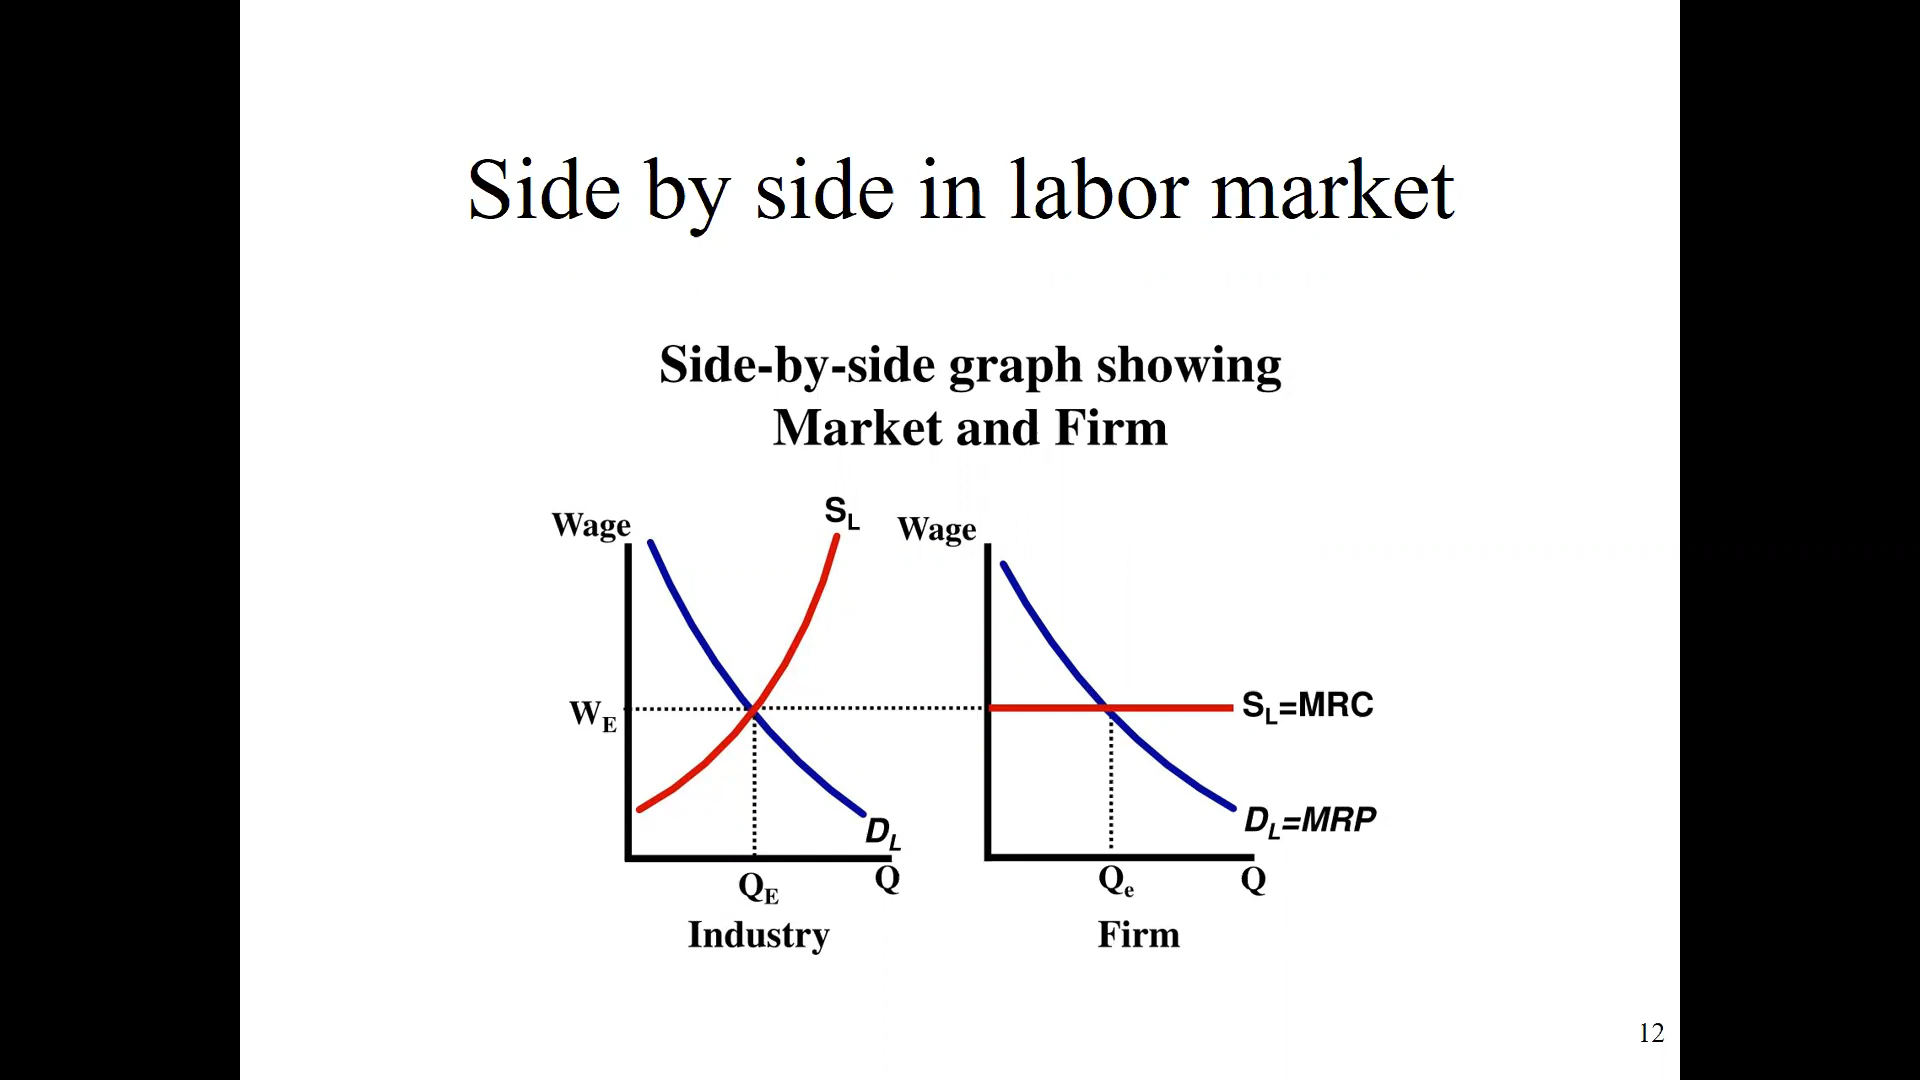 Side by side in labor market
Side-by-side graph showing
Market and Firm
Wage
SL
WE
DL
QE
Q
Industry
Wage
SL=MRC
DL=MRP
Qe
Q
Firm
12